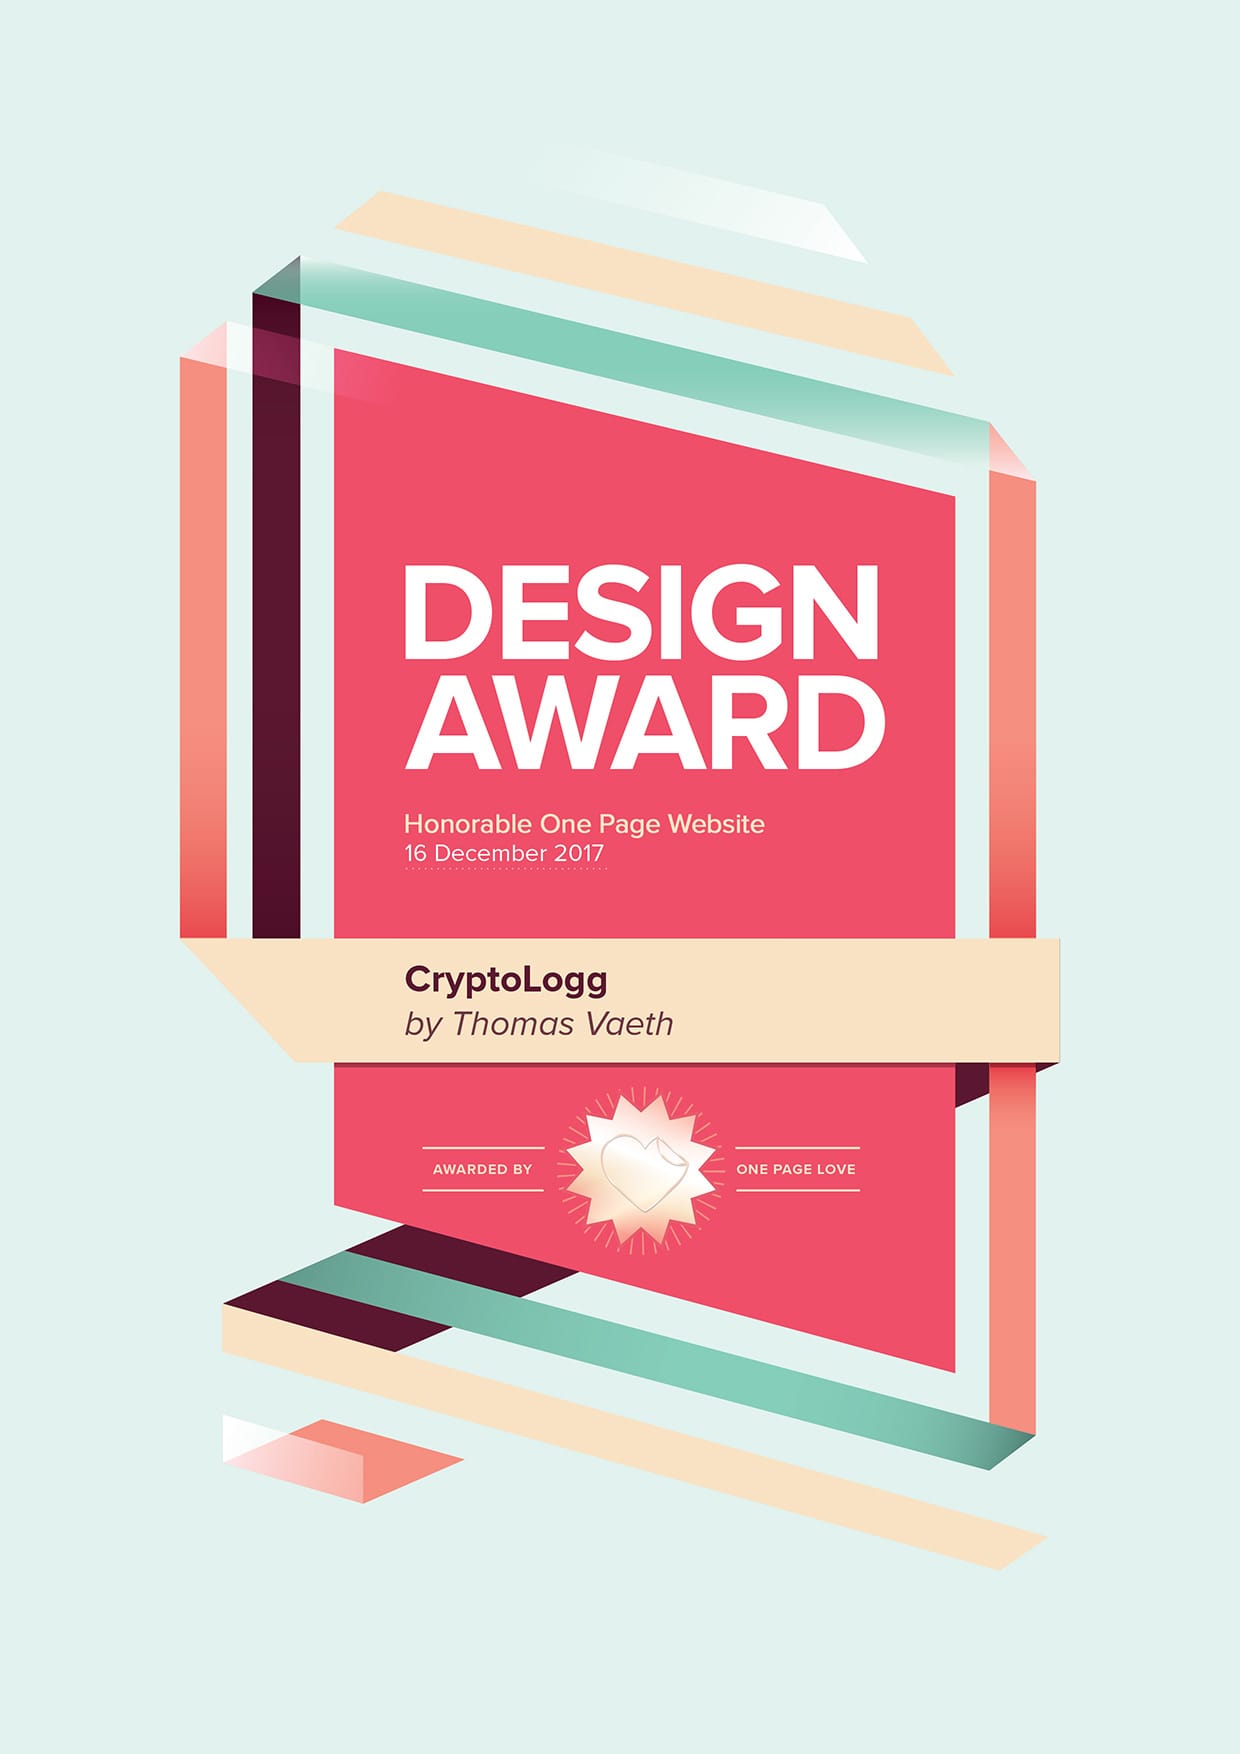 DESIGN
AWARD
Honorable One Page Website
16 December 2017
CryptoLogg
by Thomas Vaeth
AWARDED BY
ONE PAGE LOVE